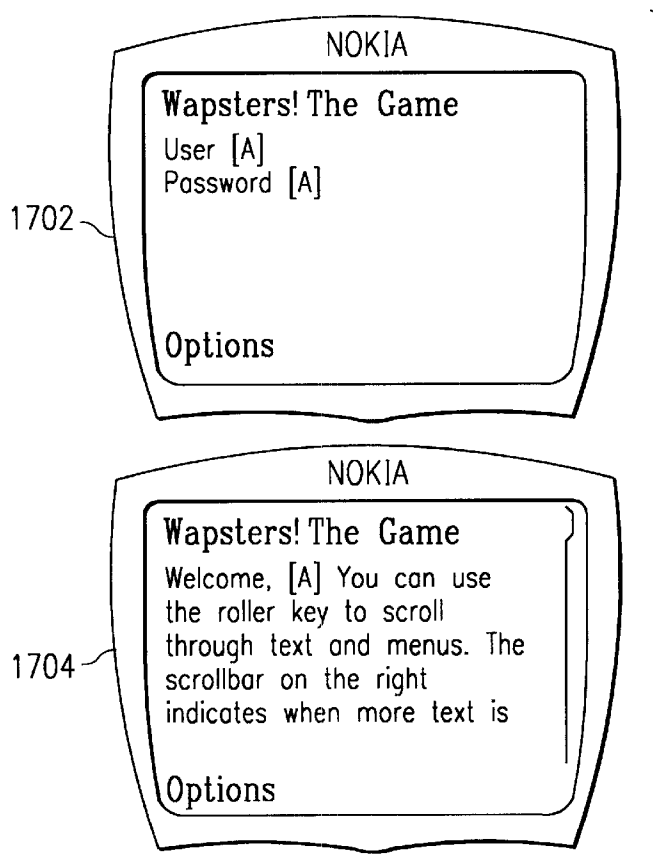 NOKIA
Wapsters! The Game
User [A]
Password [A]
1702
Options
NOKIA
Wapsters! The Game
Welcome, [A] You can use
the roller key to scroll
through text and menus. The
1704
scrollbar on the right
indicates when more text is
Options